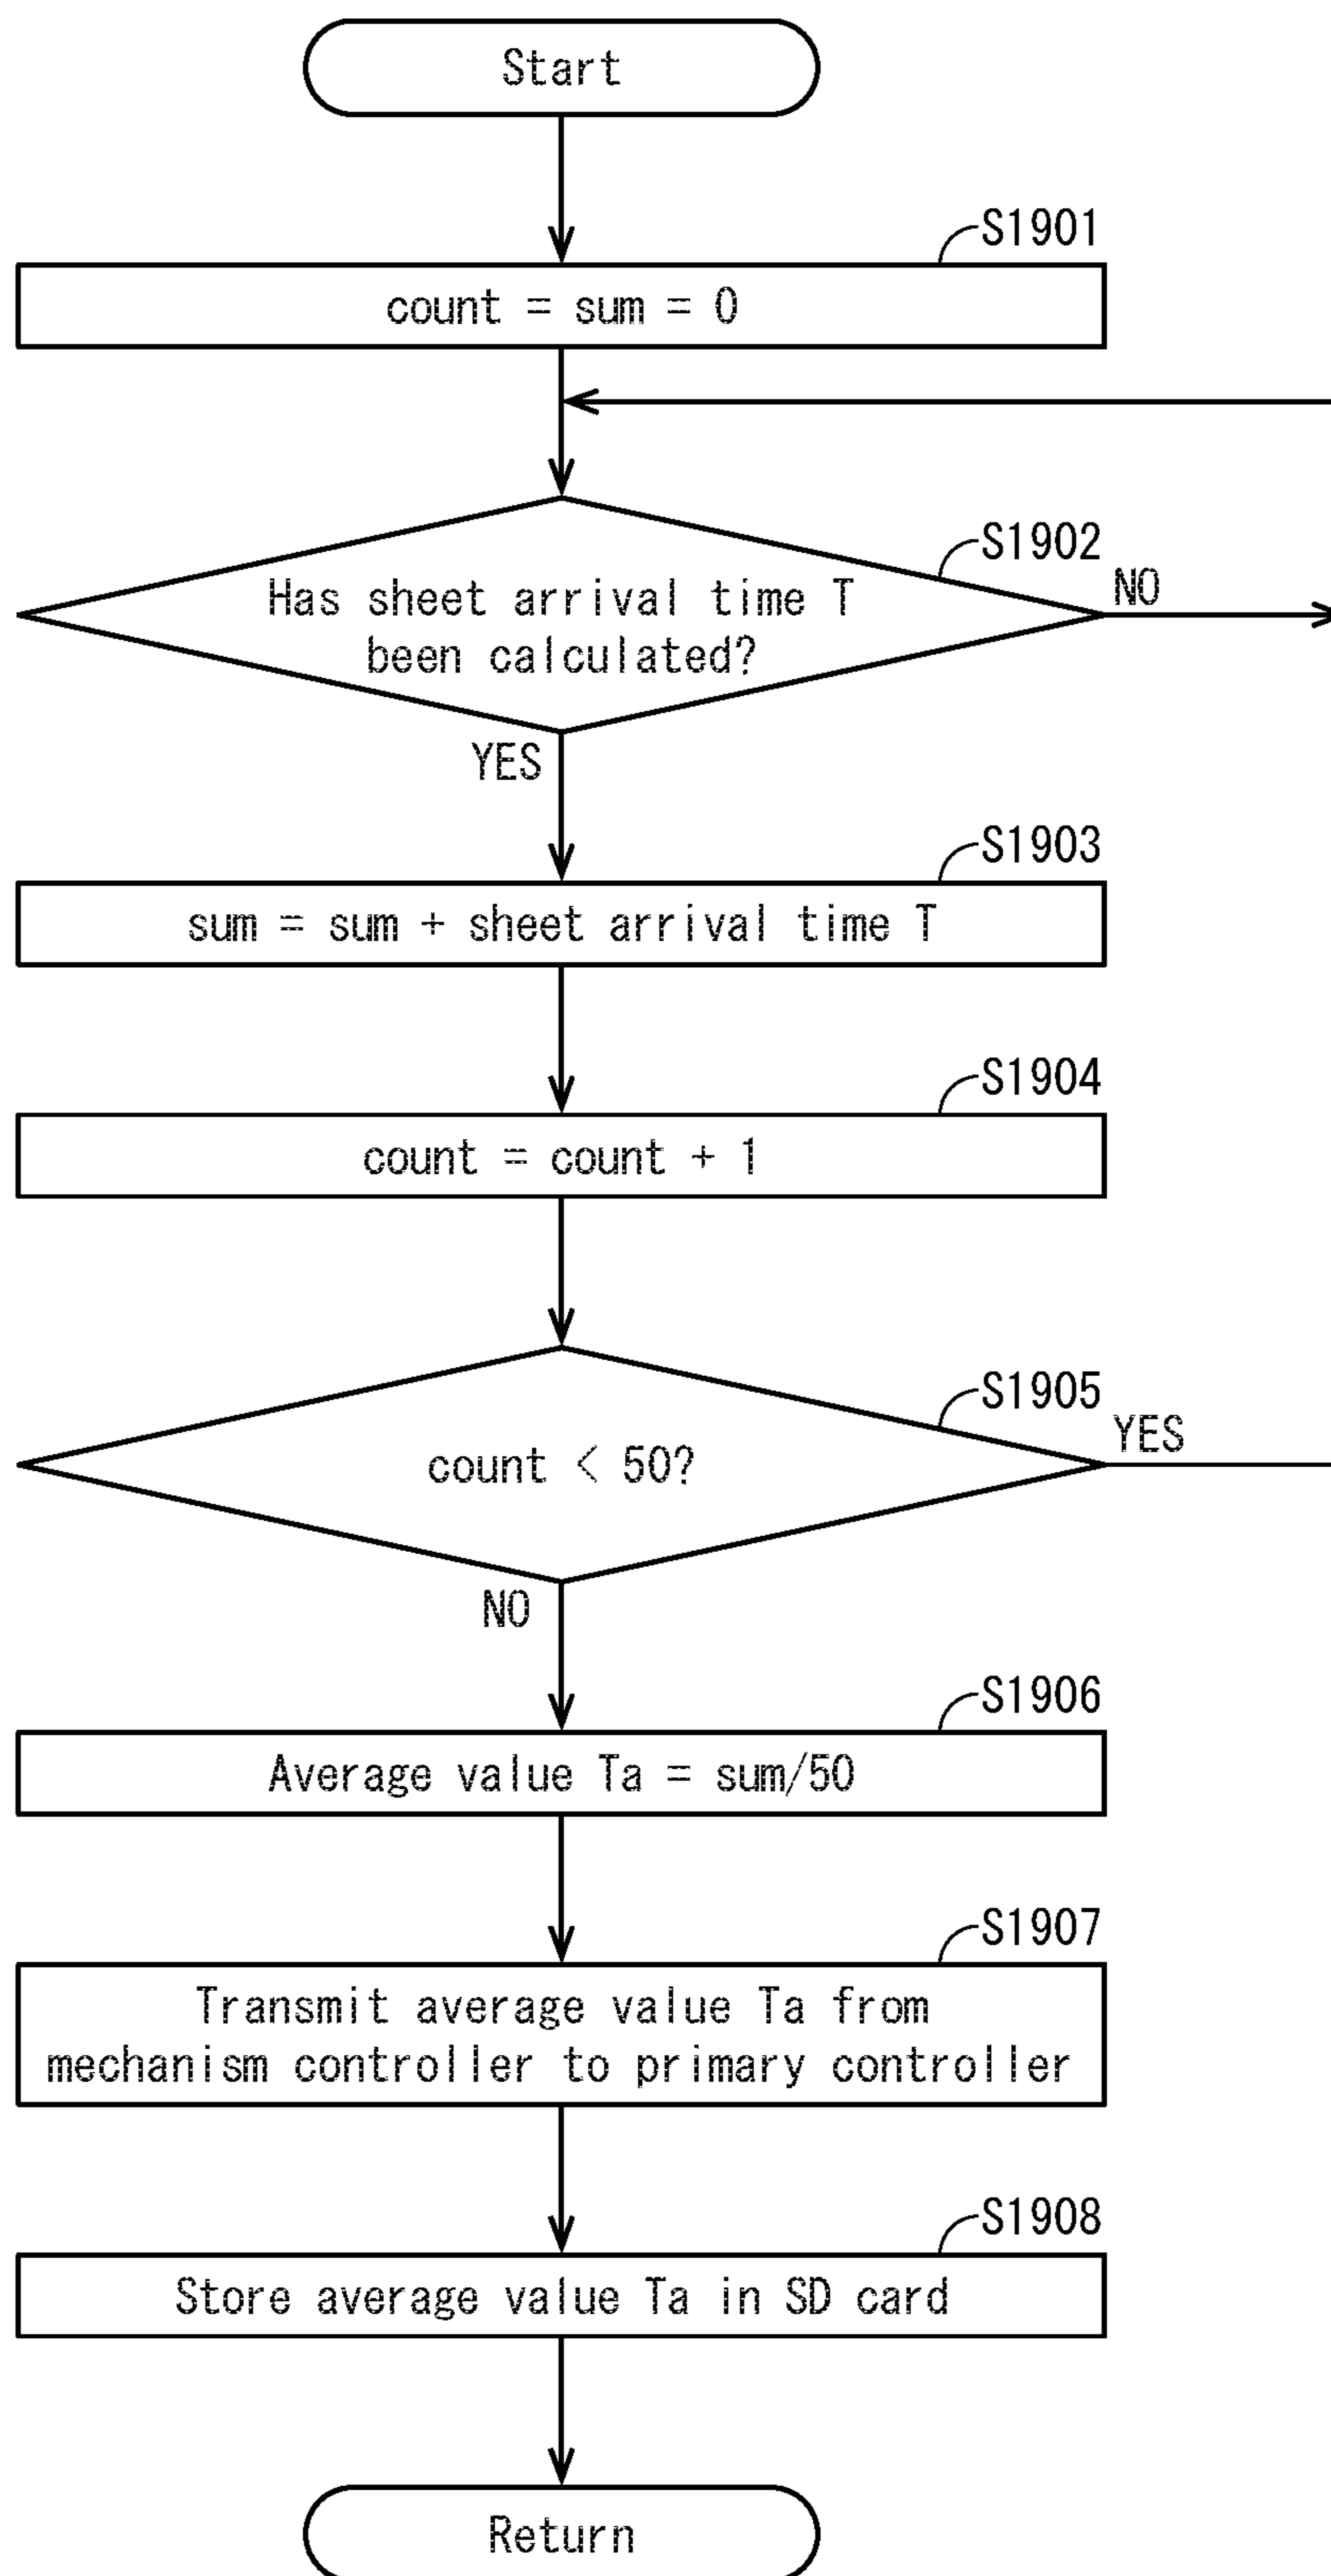 Start
S1901
count = sum = 0
S1902
Has sheet arrival time T
been calculated?
NO
YES
S1903
sum = sum + sheet arrival time T
S1904
count = count + 1
S1905
count < 50?
YES
NO
S1906
Average value Ta = sum/50
S1907
Transmit average value Ta from
mechanism controller to primary controller
S1908
Store average value Ta in SD card
Return